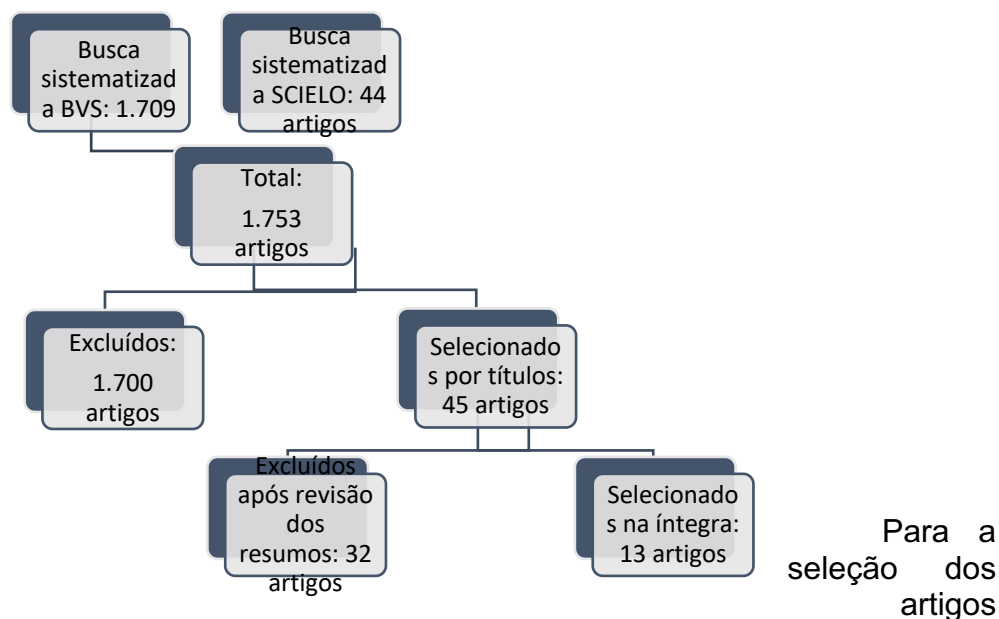 Busca
sistematizad
a BVS: 1.709
Busca
sistematizad
a SCIELO: 44
artigos
Total:
1.753
artigos
Excluídos:
1.700
artigos
Selecionado
s por títulos:
45 artigos
Excluídos
após revisão
dos
resumos: 32
artigos
Selecionado
s na íntegra:
13 artigos
Para a
seleção dos
artigos